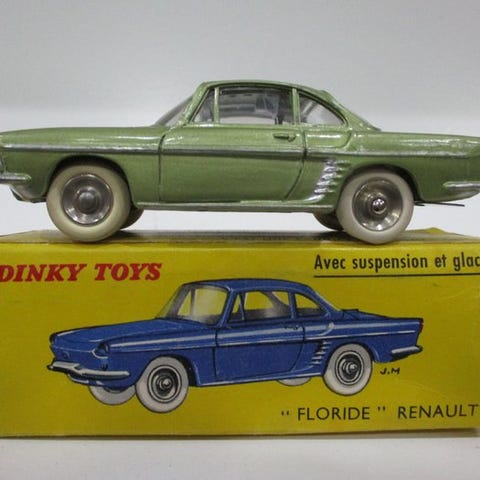 DINKY TOYS
Avec suspension et glac
J.M
" FLORIDE " RENAULT